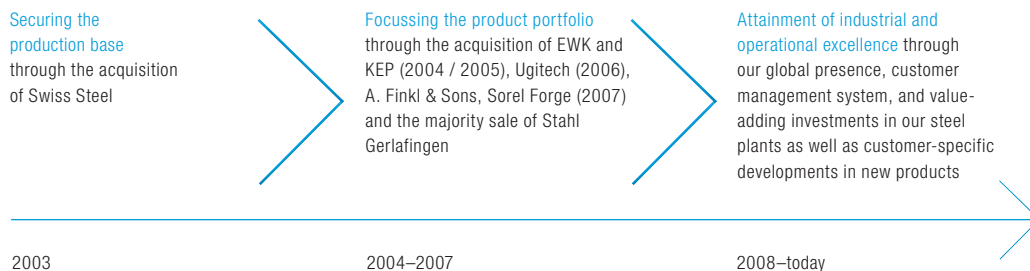 Securing the
production base
through the acquisition
of Swiss Steel
Focussing the product portfolio
through the acquisition of EWK and
KEP (2004 / 2005), Ugitech (2006),
A. Finkl & Sons, Sorel Forge (2007)
and the majority sale of Stahl
Gerlafingen
Attainment of industrial and
operational excellence through
our global presence, customer
management system, and value-
adding investments in our steel
plants as well as customer-specific
developments in new products
2003
2004–2007
2008–today